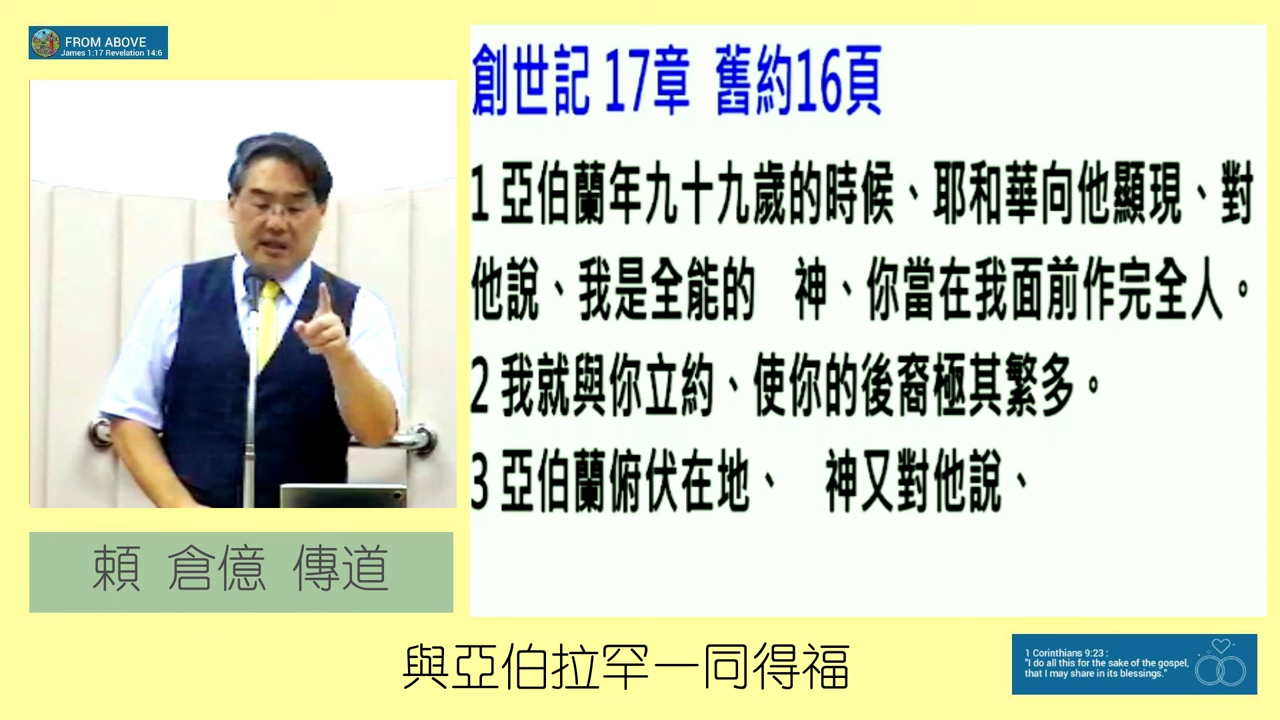 FROM ABOVE
James 1:17 Revelation 14:6
創世記 17章 舊約16頁
1 亞伯蘭年九十九歲的時候、耶和華向他顯現、對
他說、我是全能的　神、你當在我面前作完全人。
2 我就與你立約、使你的後裔極其繁多。
3 亞伯蘭俯伏在地、　神又對他說、
賴 倉億 傳道
與亞伯拉罕一同得福
1 Corinthians 9:23 :
"I do all this for the sake of the gospel,
that I may share in its blessings."